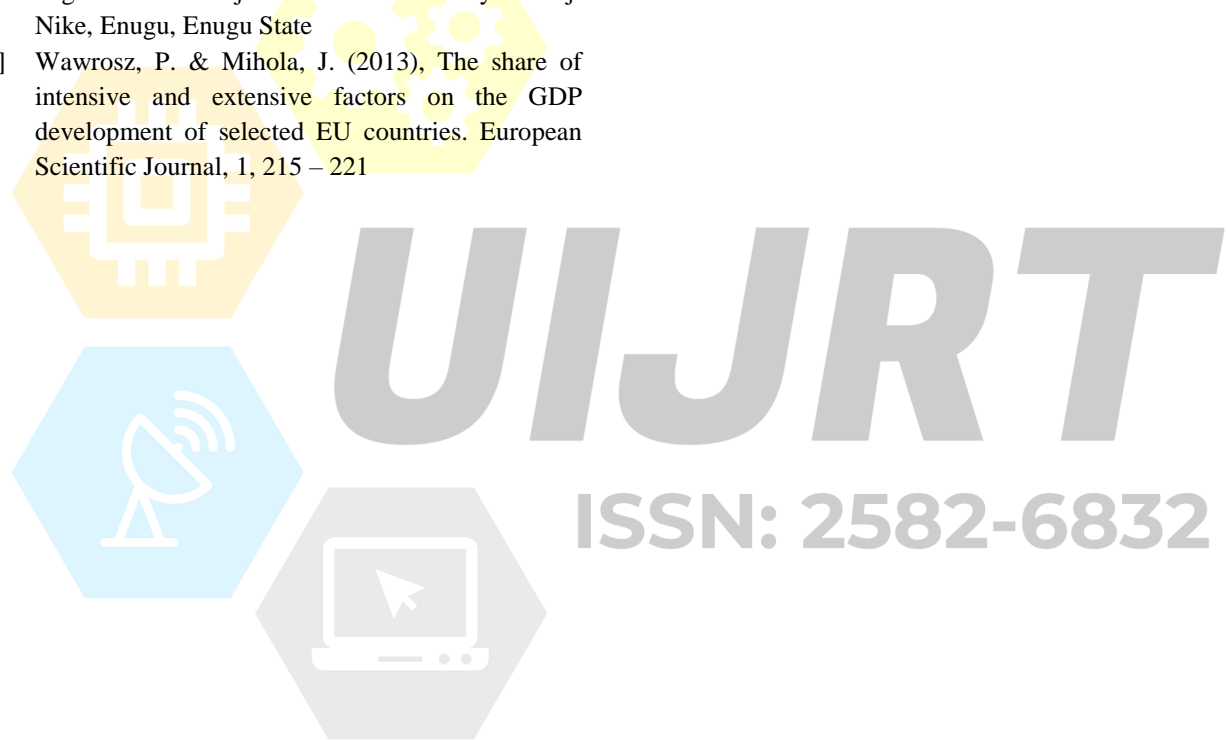 Nike, Enugu, Enugu State
] Wawrosz, P. & Mihola, J. (2013), The share of
intensive and extensive factors on the GDP
development of selected EU countries. European
Scientific Journal, 1, 215 – 221
UIJRT
ISSN: 2582-6832